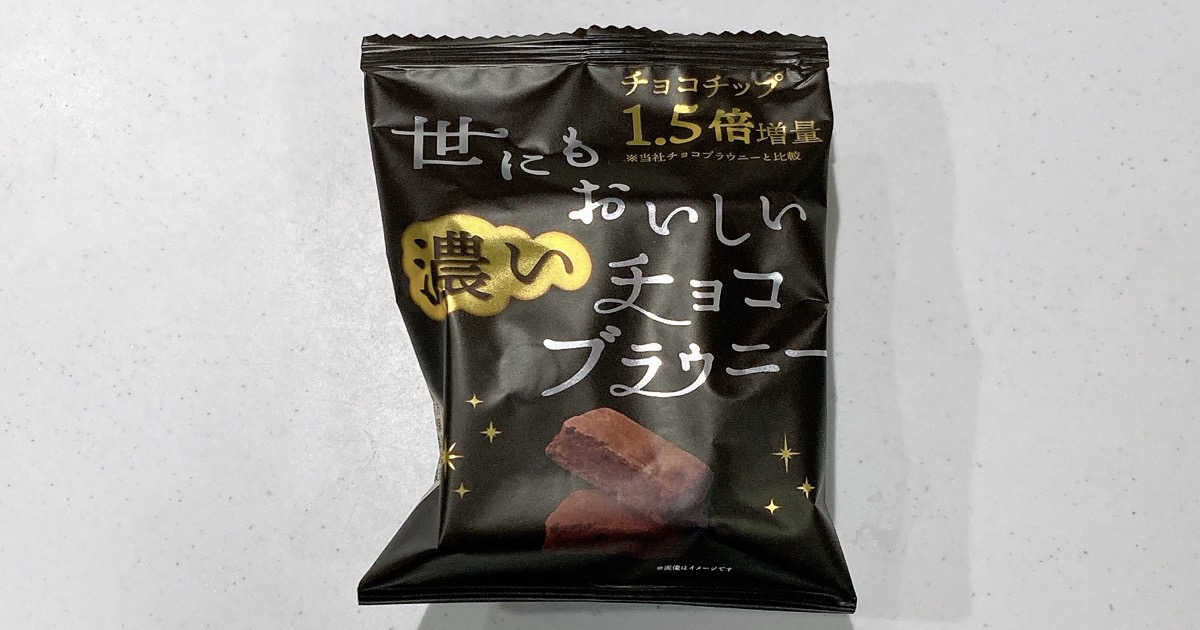 チョコチップ
1.5倍増量
※当社チョコブラウニーと比較
世にも
おいしい
濃い
チョコ
ブラウニー
※画像はイメージです